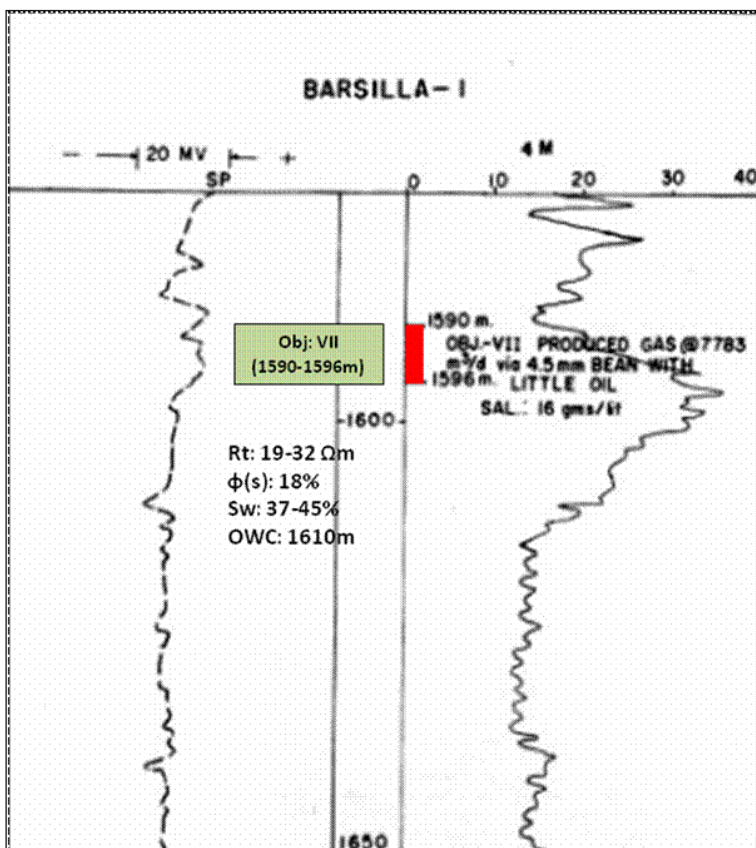 BARSILLA-I
- 20 MV +
4 M
SP
0 10 20 30 40
1590 m.
Obj: VII
(1590-1596m)
OBJ.-VII PRODUCED GAS @ 7783
m³/d via 4.5 mm BEAN WITH
1596 m. LITTLE OIL
SAL.: 16 gms/lit
1600
Rt: 19-32 Ωm
ϕ(s): 18%
Sw: 37-45%
OWC: 1610m
1650